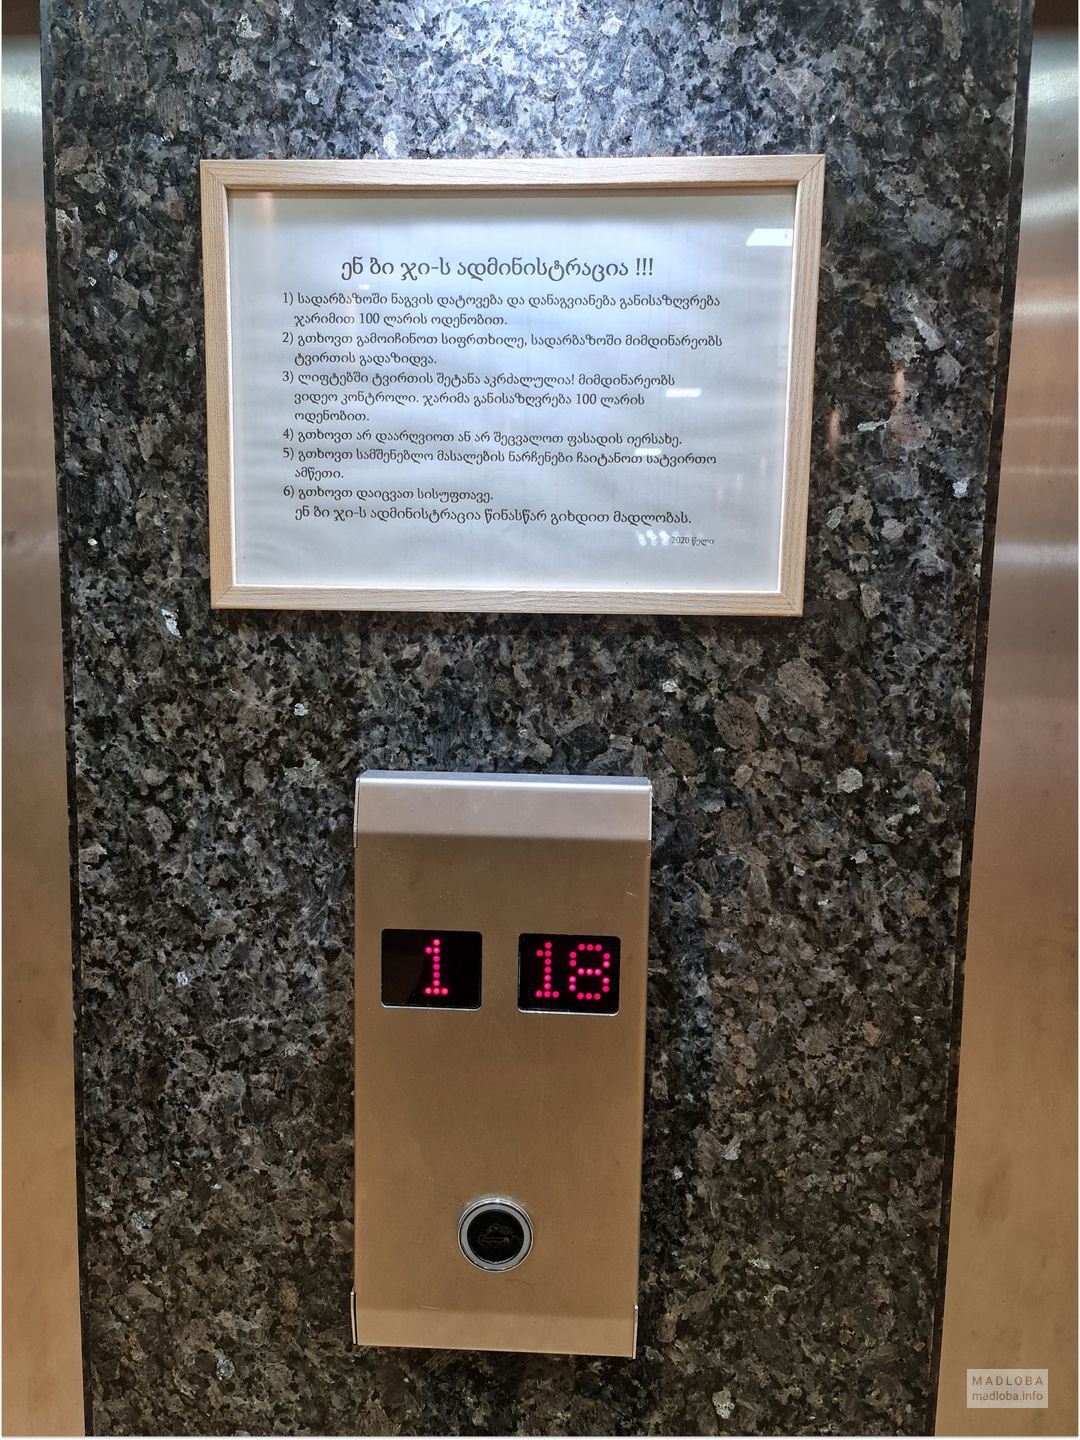 ენ ბი ჯი-ს ადმინისტრაცია !!!
1) სადარბაზოში ნაგვის დატოვება და დანაგვიანება განისაზღვრება
ჯარიმით 100 ლარის ოდენობით.
2) გთხოვთ გამოიჩინოთ სიფრთხილე, სადარბაზოში მიმდინარეობს
ტვირთის გადაზიდვა.
3) ლიფტებში ტვირთის შეტანა აკრძალულია! მიმდინარეობს
ვიდეო კონტროლი. ჯარიმა განისაზღვრება 100 ლარის
ოდენობით.
4) გთხოვთ არ დაარღვიოთ ან არ შეცვალოთ ფასადის იერსახე.
5) გთხოვთ სამშენებლო მასალების ნარჩენები ჩაიტანოთ სატვირთო
ამწეთი.
6) გთხოვთ დაიცვათ სისუფთავე.
ენ ბი ჯი-ს ადმინისტრაცია წინასწარ გიხდით მადლობას.
2020 წელი
1 18
MADLOBA
madloba.info